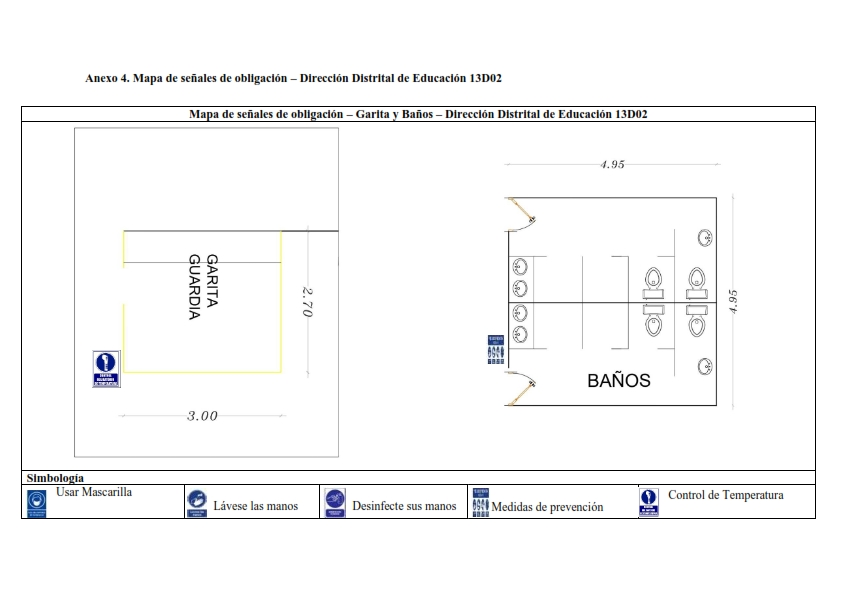 Anexo 4. Mapa de señales de obligación – Dirección Distrital de Educación 13D02
Mapa de señales de obligación – Garita y Baños – Dirección Distrital de Educación 13D02
GARITA
GUARDIA
2.70
3.00
4.95
4.95
BAÑOS
Simbología
Usar Mascarilla
Lávese las manos
Desinfecte sus manos
Medidas de prevención
Control de Temperatura